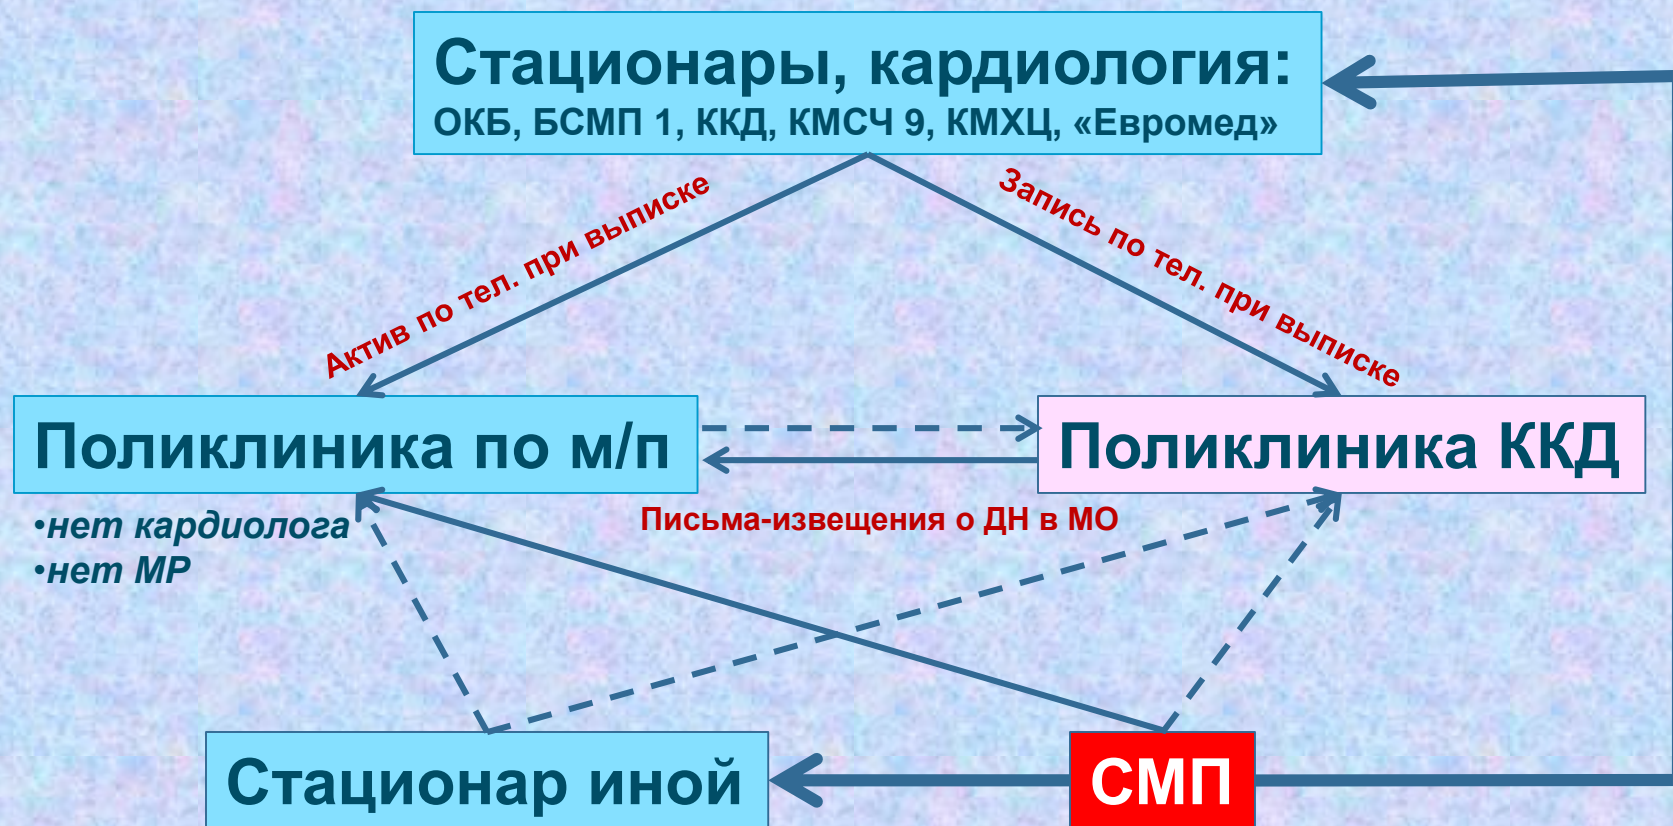 Стационары, кардиология:
ОКБ, БСМП 1, ККД, КМСЧ 9, КМХЦ, «Евромед»
Актив по тел. при выписке
Запись по тел. при выписке
Поликлиника по м/п
Поликлиника ККД
•нет кардиолога
•нет МР
Письма-извещения о ДН в МО
Стационар иной
СМП